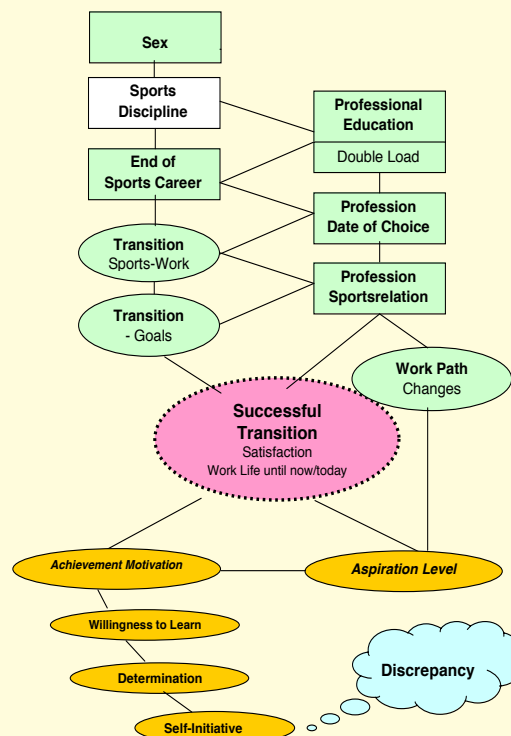 Sex
Sports
Discipline
Professional
Education
Double Load
End of
Sports Career
Profession
Date of Choice
Transition
Sports-Work
Profession
Sportsrelation
Transition
- Goals
Work Path
Changes
Successful
Transition
Satisfaction
Work Life until now/today
Achievement Motivation
Aspiration Level
Willingness to Learn
Determination
Discrepancy
Self-Initiative